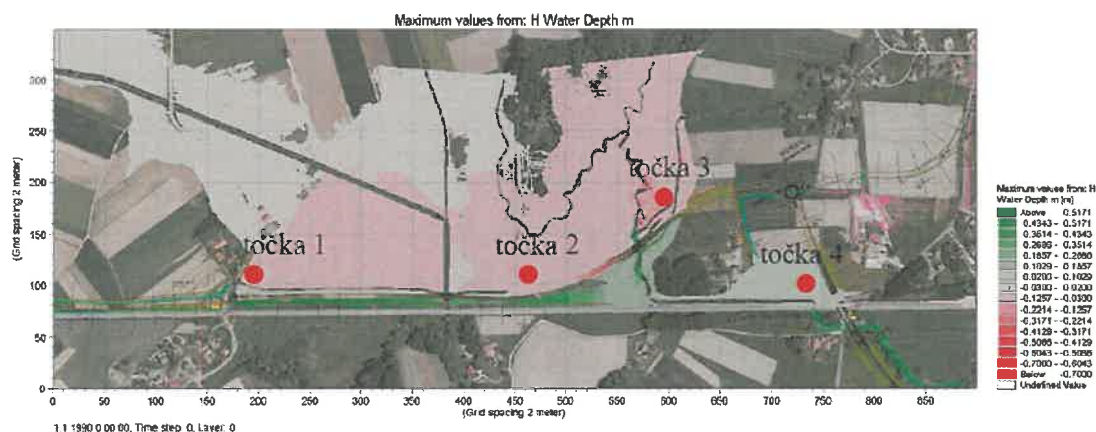 Maximum values from: H Water Depth m
300
250
200
150
100
50
0
(Grid spacing 2 meter)
točka 1
točka 2
točka 3
točka 4
0 50 100 150 200 250 300 350 400 450 500 550 600 650 700 750 800 850
(Grid spacing 2 meter)
1.1.1990 0:00:00, Time step 0, Layer: 0
Maximum values from: H
Water Depth m [m]
Above 0.5171
0.4343 - 0.5171
0.3514 - 0.4343
0.2686 - 0.3514
0.1857 - 0.2686
0.1029 - 0.1857
0.0200 - 0.1029
-0.1257 - -0.0300
-0.2214 - -0.1257
-0.3171 - -0.2214
-0.4129 - -0.3171
-0.5086 - -0.4129
-0.6043 - -0.5086
-0.7000 - -0.6043
Below -0.7000
Undefined Value